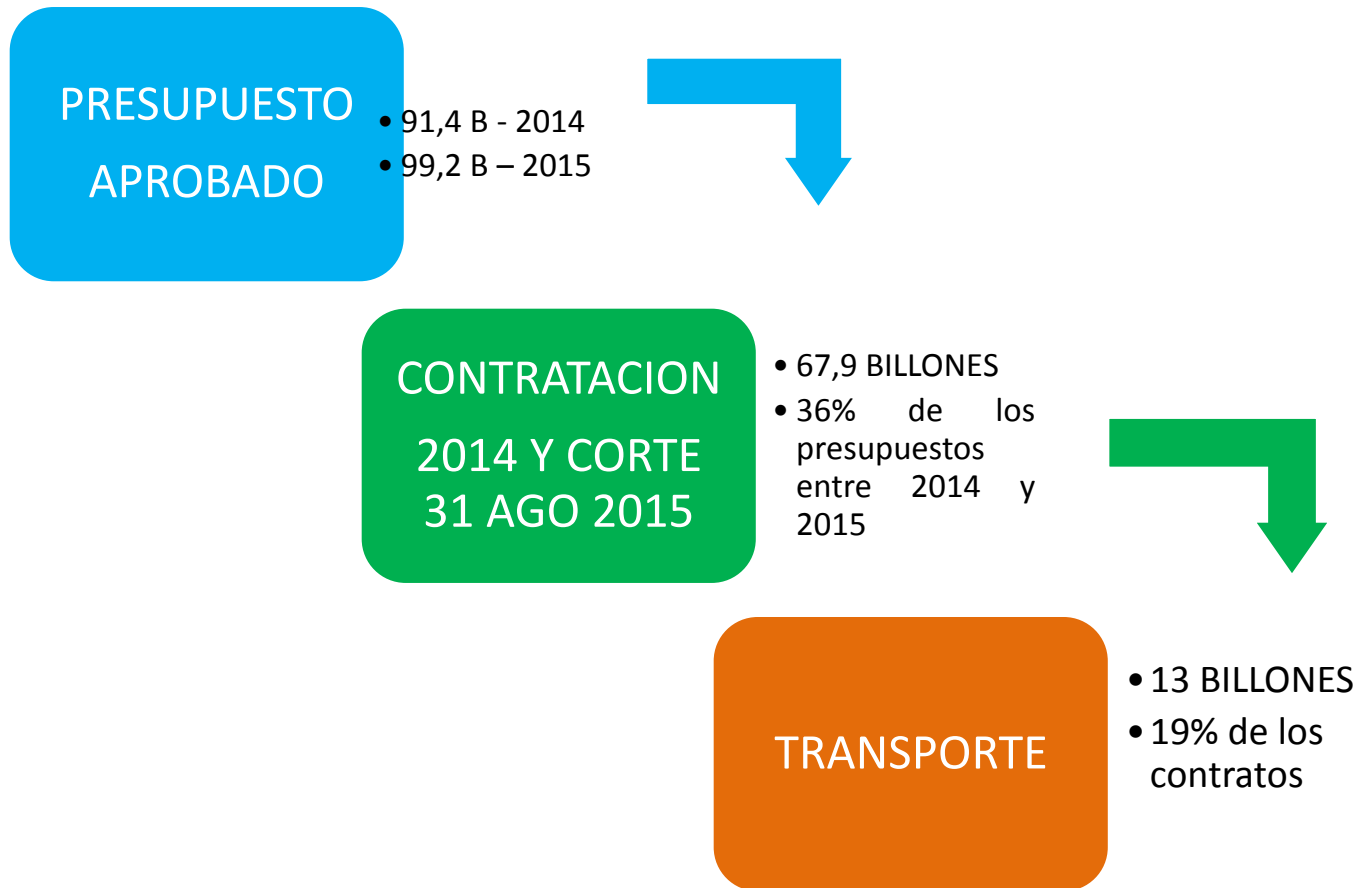 PRESUPUESTO
APROBADO
• 91,4 B - 2014
• 99,2 B – 2015
CONTRATACION
2014 Y CORTE
31 AGO 2015
• 67,9 BILLONES
• 36% de los
presupuestos
entre 2014 y
2015
TRANSPORTE
• 13 BILLONES
• 19% de los
contratos